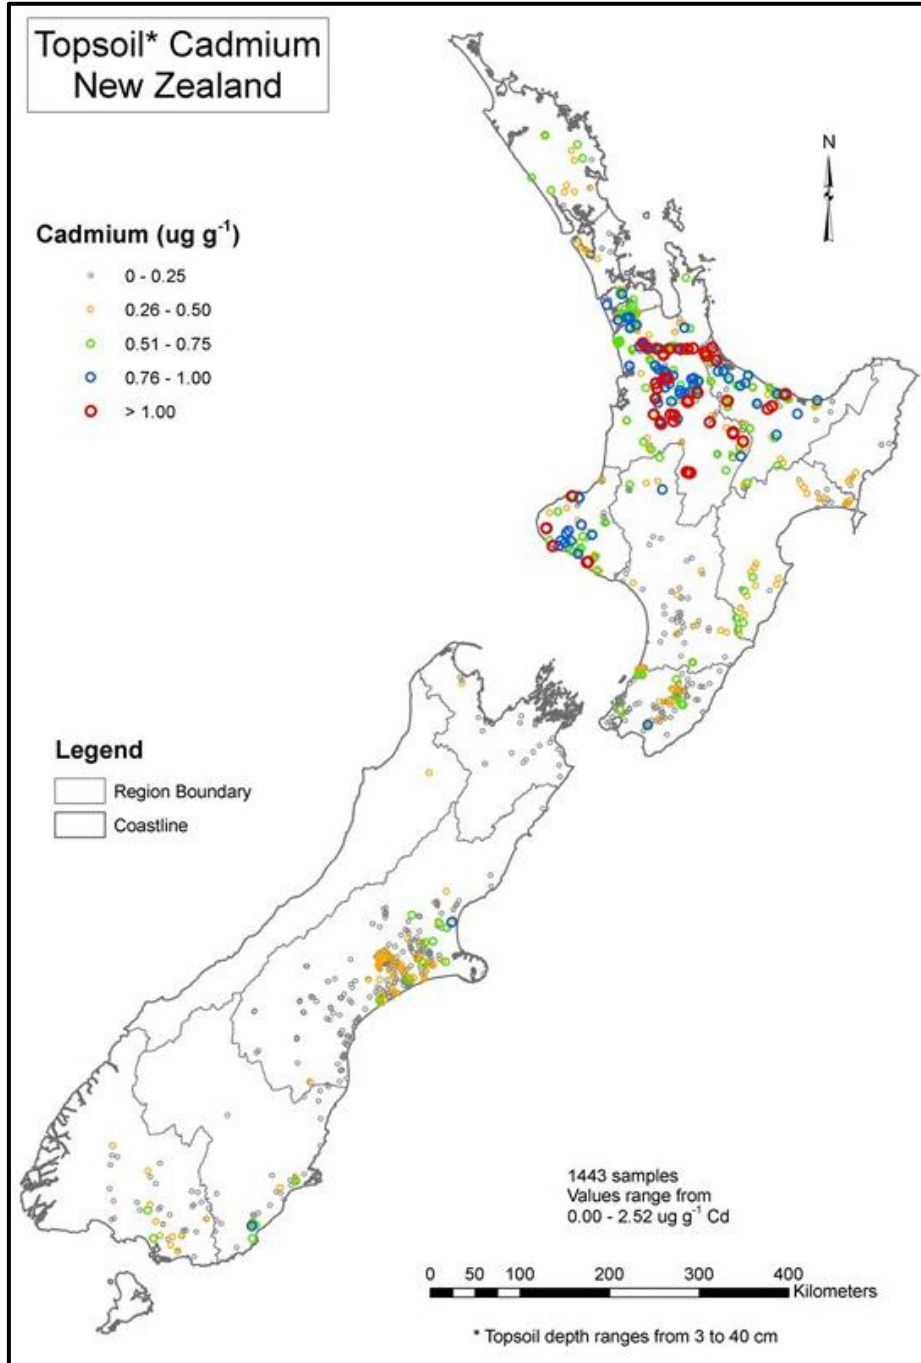 Topsoil* Cadmium
New Zealand
N
Cadmium (ug g⁻¹)
0 - 0.25
0.26 - 0.50
0.51 - 0.75
0.76 - 1.00
> 1.00
Legend
Region Boundary
Coastline
1443 samples
Values range from
0.00 - 2.52 ug g⁻¹ Cd
0 50 100 200 300 400
Kilometers
* Topsoil depth ranges from 3 to 40 cm